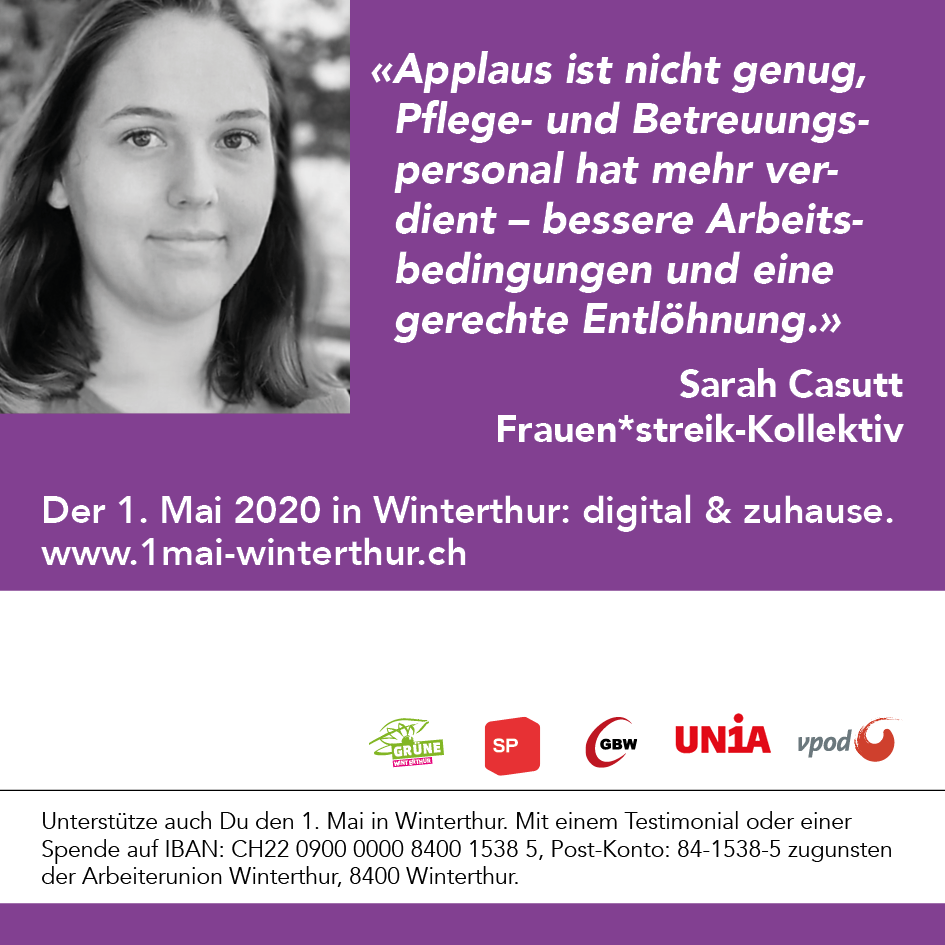 «Applaus ist nicht genug,
Pflege- und Betreuungs-
personal hat mehr ver-
dient – bessere Arbeits-
bedingungen und eine
gerechte Entlöhnung.»
Sarah Casutt
Frauen*streik-Kollektiv
Der 1. Mai 2020 in Winterthur: digital & zuhause.
www.1mai-winterthur.ch
GRÜNE
WINTERTHUR
SP
GBW
UNiA
vpod
Unterstütze auch Du den 1. Mai in Winterthur. Mit einem Testimonial oder einer
Spende auf IBAN: CH22 0900 0000 8400 1538 5, Post-Konto: 84-1538-5 zugunsten
der Arbeiterunion Winterthur, 8400 Winterthur.